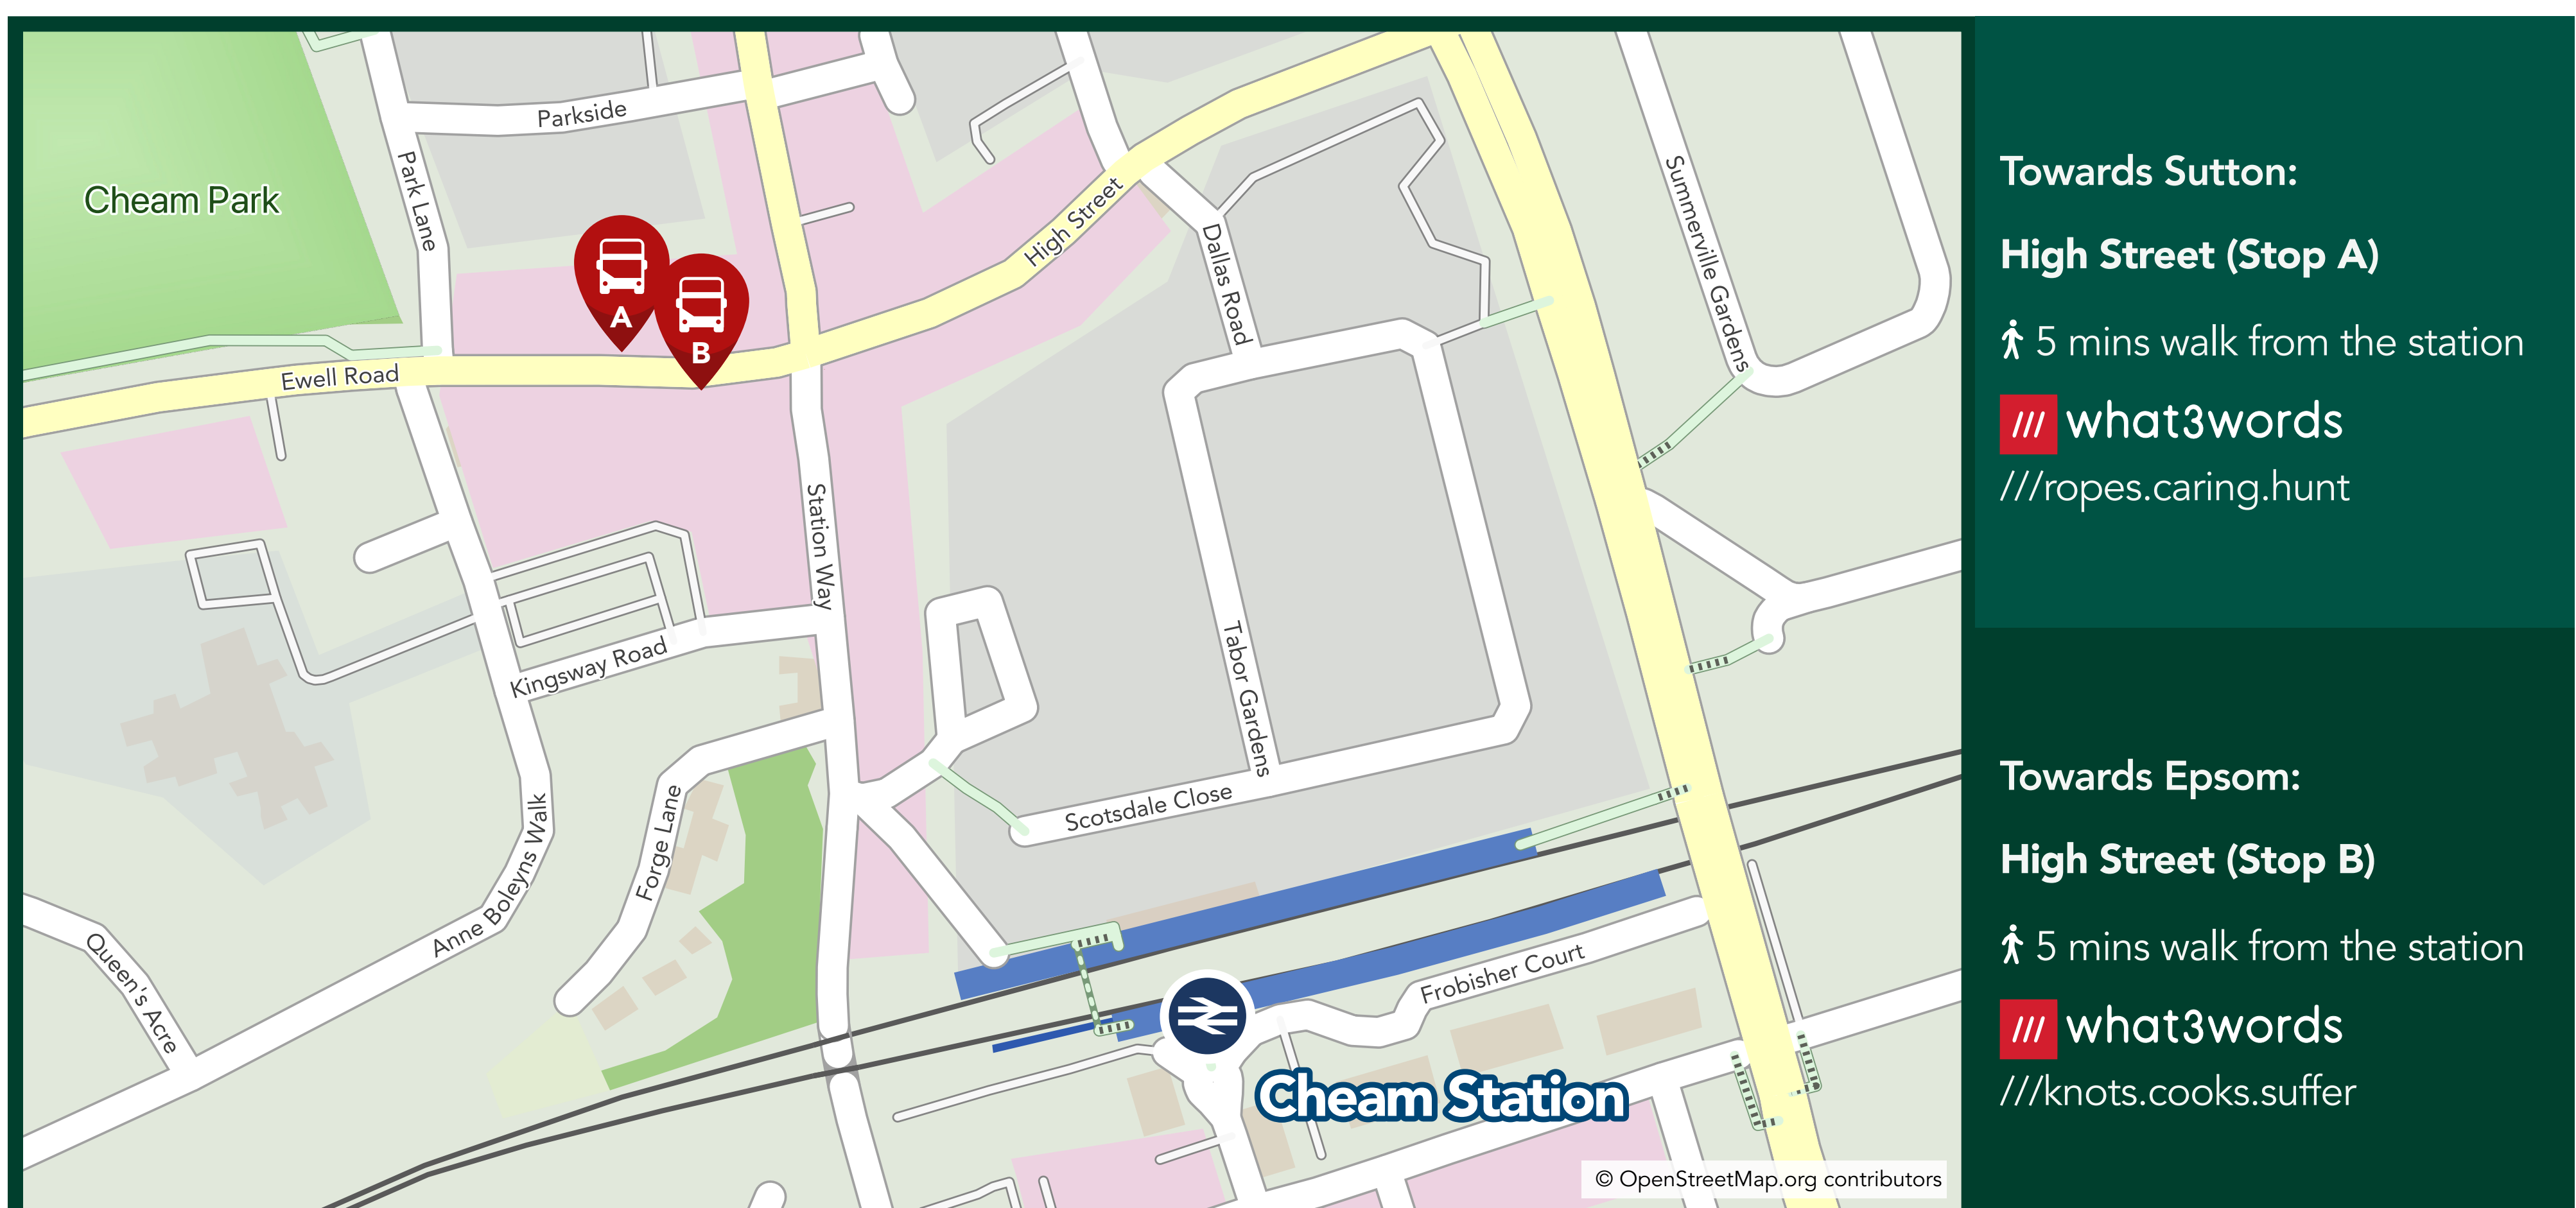 Parkside
Park Lane
Cheam Park
A
B
High Street
Dallas Road
Summerville Gardens
Ewell Road
Station Way
Kingsway Road
Tabor Gardens
Scotsdale Close
Forge Lane
Anne Boleyns Walk
Queen's Acre
Frobisher Court
Cheam Station
© OpenStreetMap.org contributors
Towards Sutton:
High Street (Stop A)
5 mins walk from the station
/// what3words
///ropes.caring.hunt
Towards Epsom:
High Street (Stop B)
5 mins walk from the station
/// what3words
///knots.cooks.suffer